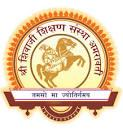 श्री शिवाजी शिक्षण संस्था अमरावती
तमसो मा ज्योतिर्गमय